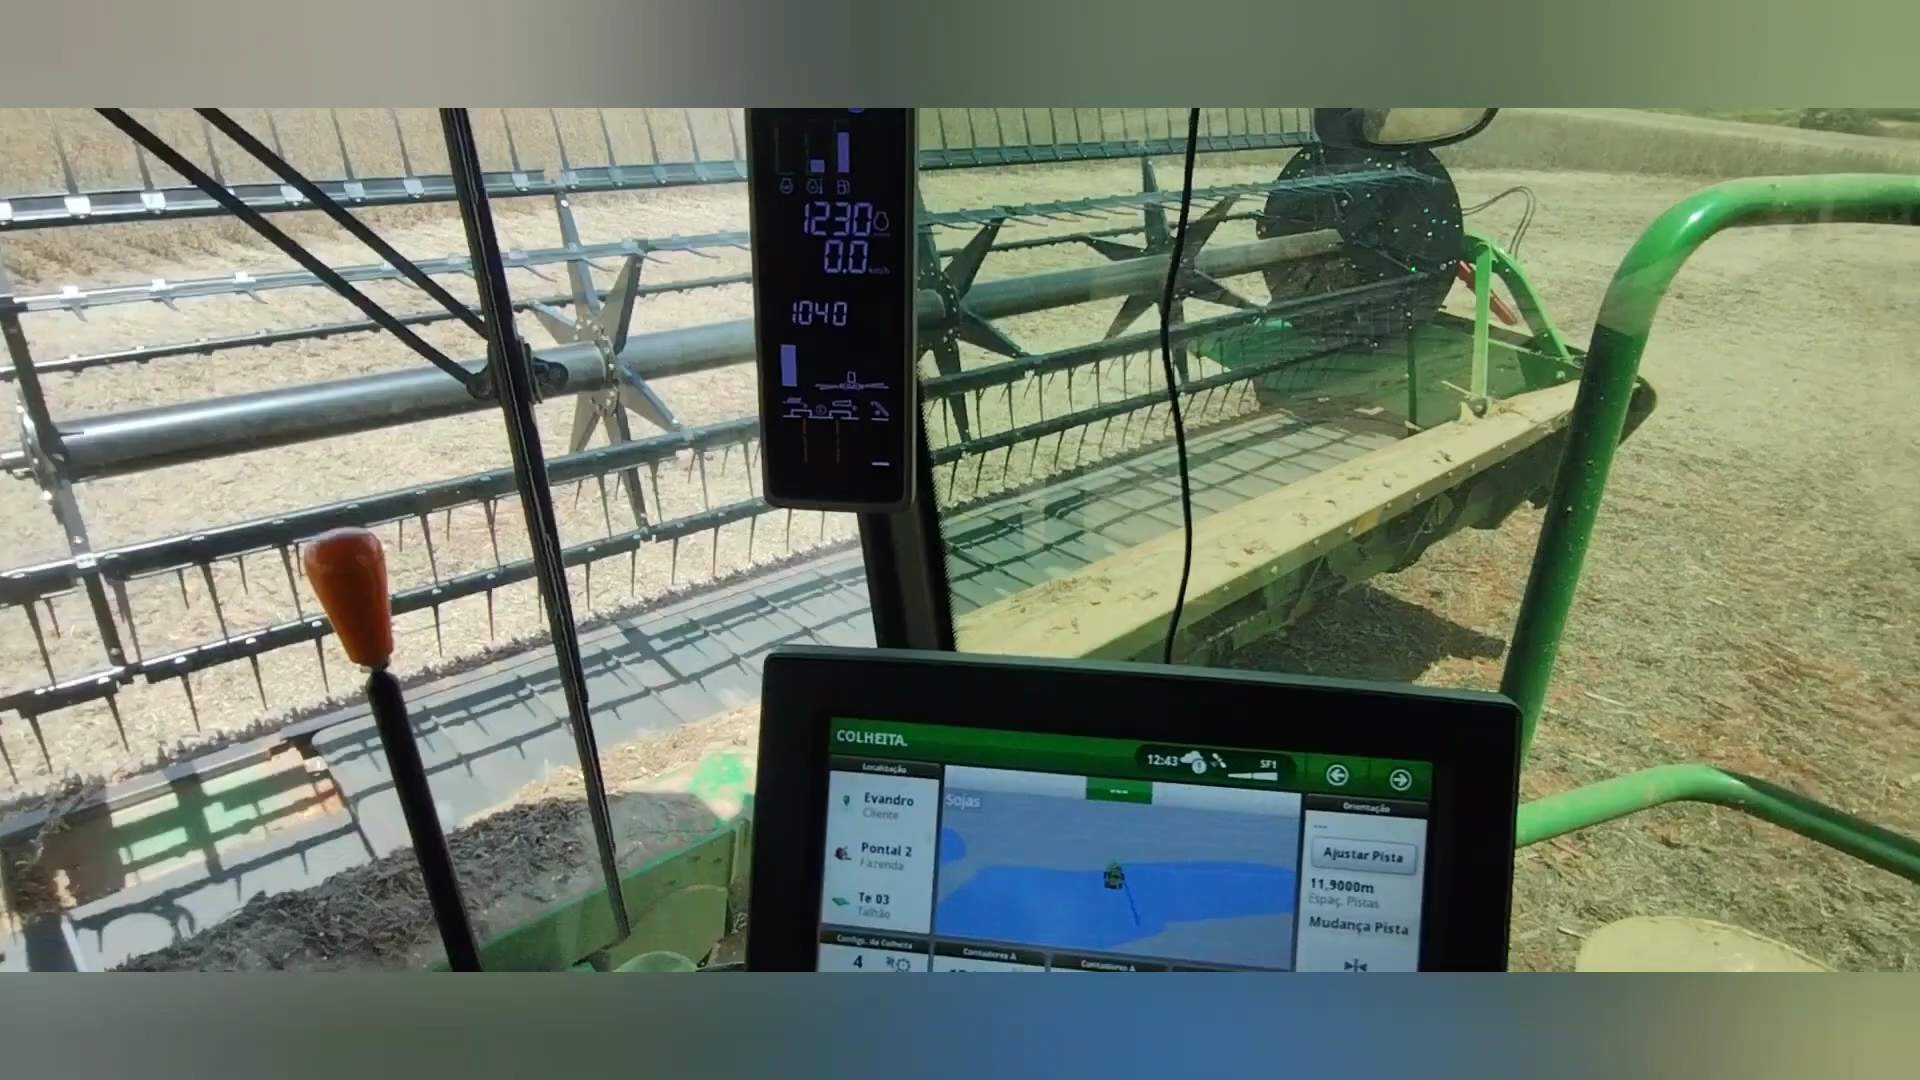 1230
0.0 km/h
1040
COLHEITA.
12:43
SF1
Localização
Evandro
Cliente
Pontal 2
Fazenda
Te 03
Talhão
Sojas
Orientação
---
Ajustar Pista
11,9000m
Espaç. Pistas
Mudança Pista
Configs. da Colheita
4
Contadores A
Contadores A